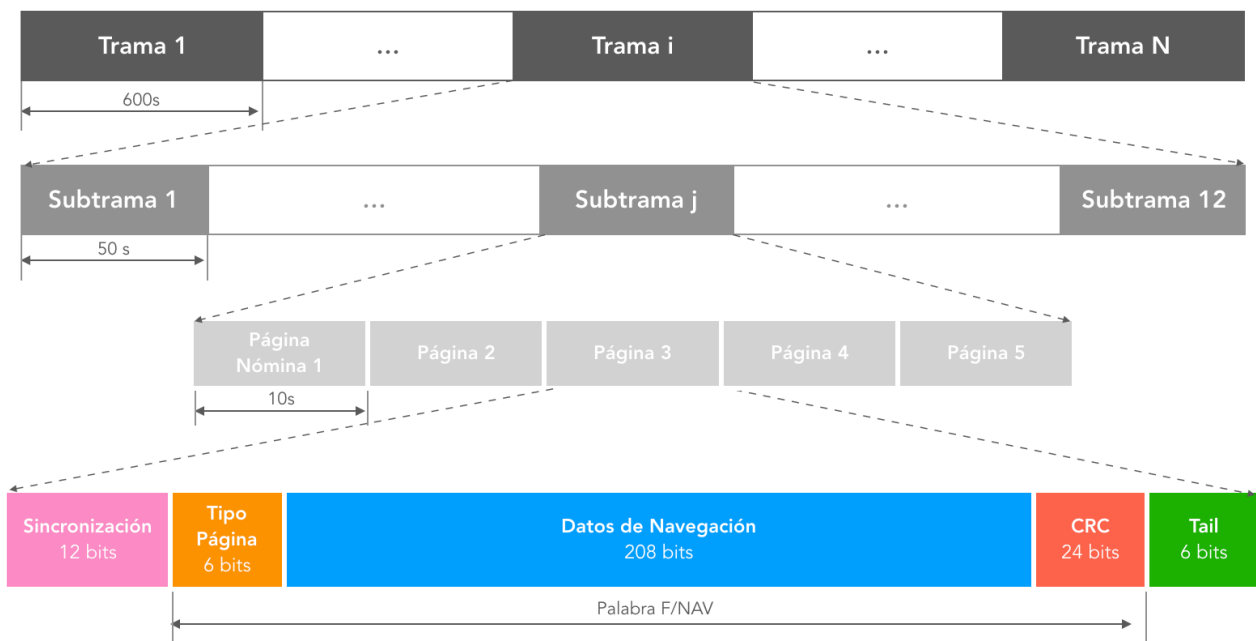 Trama 1
...
Trama i
...
Trama N
600s
Subtrama 1
...
Subtrama j
...
Subtrama 12
50 s
Página
Nómina 1
Página 2
Página 3
Página 4
Página 5
10s
Sincronización
12 bits
Tipo
Página
6 bits
Datos de Navegación
208 bits
CRC
24 bits
Tail
6 bits
Palabra F/NAV